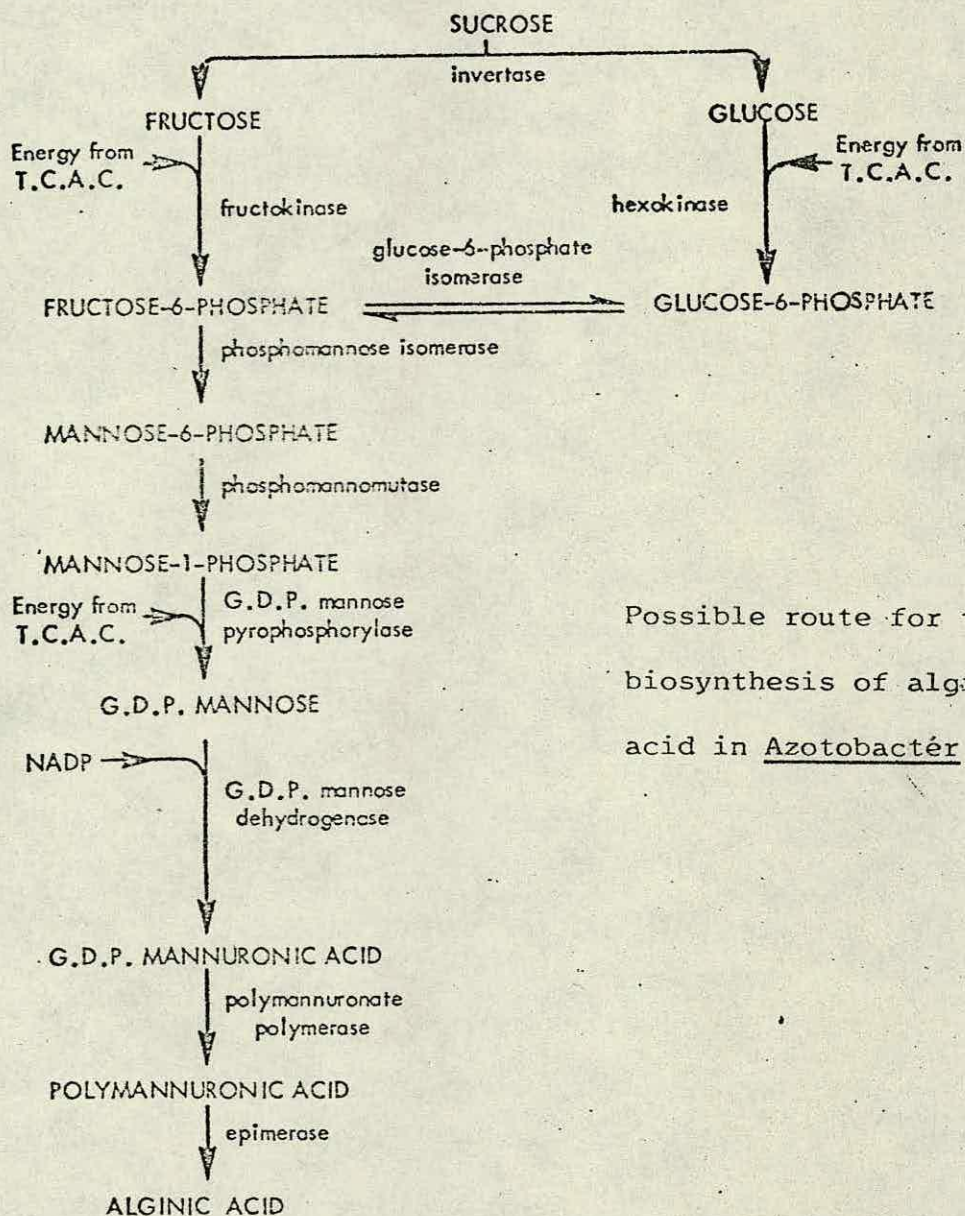 SUCROSE
invertase
FRUCTOSE
GLUCOSE
Energy from
T.C.A.C.
Energy from
T.C.A.C.
fructokinase
hexokinase
glucose-6-phosphate
isomerase
FRUCTOSE-6-PHOSPHATE
GLUCOSE-6-PHOSPHATE
phosphomannose isomerase
MANNOSE-6-PHOSPHATE
phosphomannomutase
MANNOSE-1-PHOSPHATE
Energy from
T.C.A.C.
G.D.P. mannose
pyrophosphorylase
G.D.P. MANNOSE
NADP
G.D.P. mannose
dehydrogenase
G.D.P. MANNURONIC ACID
polymannuronate
polymerase
POLYMANNURONIC ACID
epimerase
ALGINIC ACID
Possible route for
biosynthesis of
acid in Azotobacter